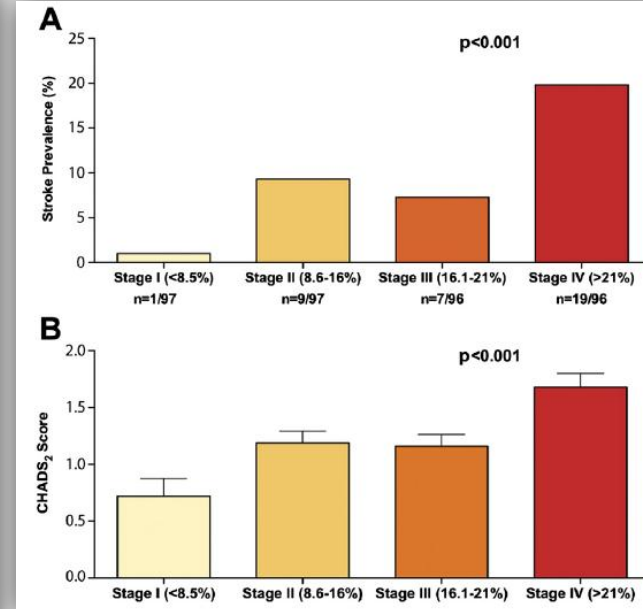 A
25
p<0.001
20
15
10
5
0
Stroke Prevalence (%)
Stage I (<8.5%) Stage II (8.6-16%) Stage III (16.1-21%) Stage IV (>21%)
n=1/97 n=9/97 n=7/96 n=19/96
B
2.0
p<0.001
1.5
1.0
0.5
0.0
CHADS₂ Score
Stage I (<8.5%) Stage II (8.6-16%) Stage III (16.1-21%) Stage IV (>21%)